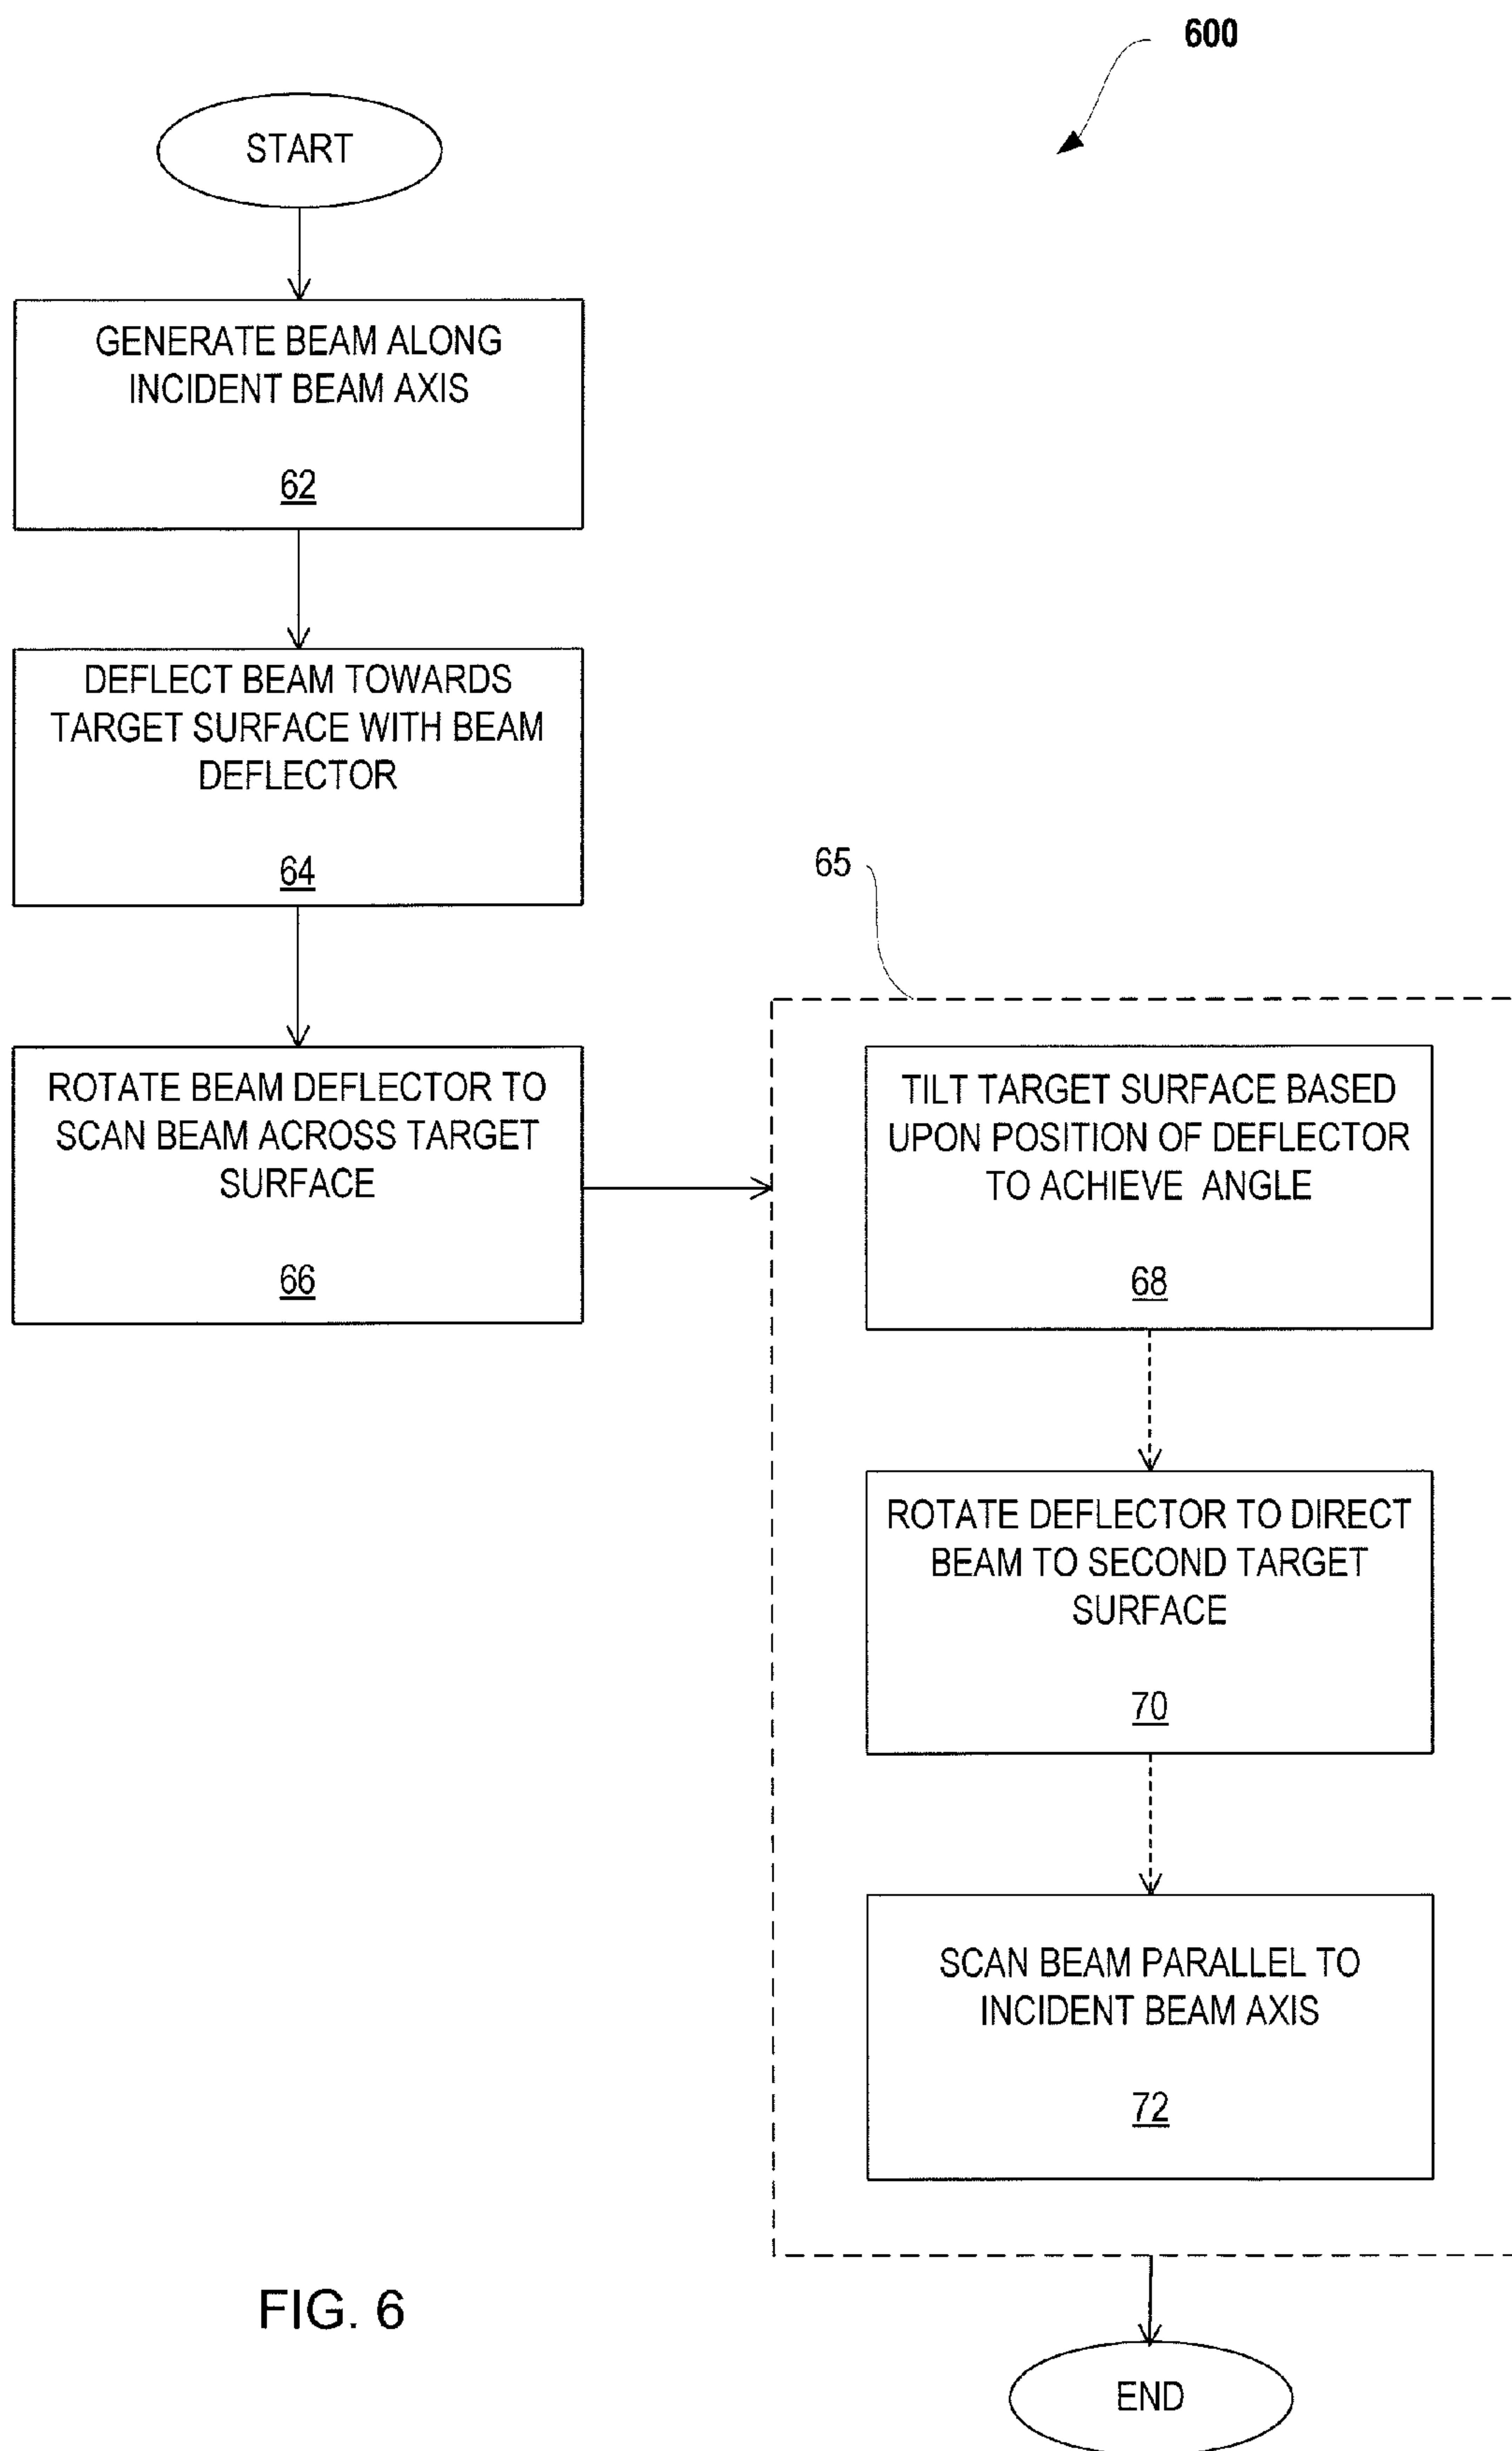 600
START
GENERATE BEAM ALONG
INCIDENT BEAM AXIS
62
DEFLECT BEAM TOWARDS
TARGET SURFACE WITH BEAM
DEFLECTOR
64
ROTATE BEAM DEFLECTOR TO
SCAN BEAM ACROSS TARGET
SURFACE
66
65
TILT TARGET SURFACE BASED
UPON POSITION OF DEFLECTOR
TO ACHIEVE ANGLE
68
ROTATE DEFLECTOR TO DIRECT
BEAM TO SECOND TARGET
SURFACE
70
SCAN BEAM PARALLEL TO
INCIDENT BEAM AXIS
72
END
FIG. 6